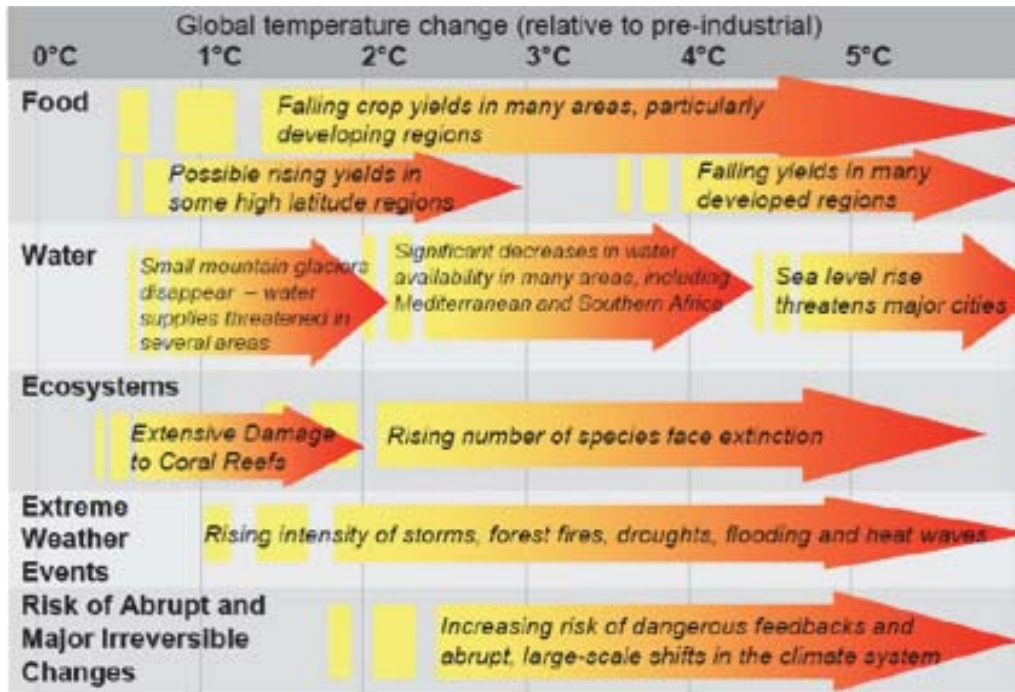 Global temperature change (relative to pre-industrial)
0°C 1°C 2°C 3°C 4°C 5°C
Food
Falling crop yields in many areas, particularly
developing regions
Possible rising yields in
some high latitude regions
Falling yields in many
developed regions
Water
Small mountain glaciers
disappear – water
supplies threatened in
several areas
Significant decreases in water
availability in many areas, including
Mediterranean and Southern Africa
Sea level rise
threatens major cities
Ecosystems
Extensive Damage
to Coral Reefs
Rising number of species face extinction
Extreme
Weather
Events
Rising intensity of storms, forest fires, droughts, flooding and heat waves
Risk of Abrupt and
Major Irreversible
Changes
Increasing risk of dangerous feedbacks and
abrupt, large-scale shifts in the climate system